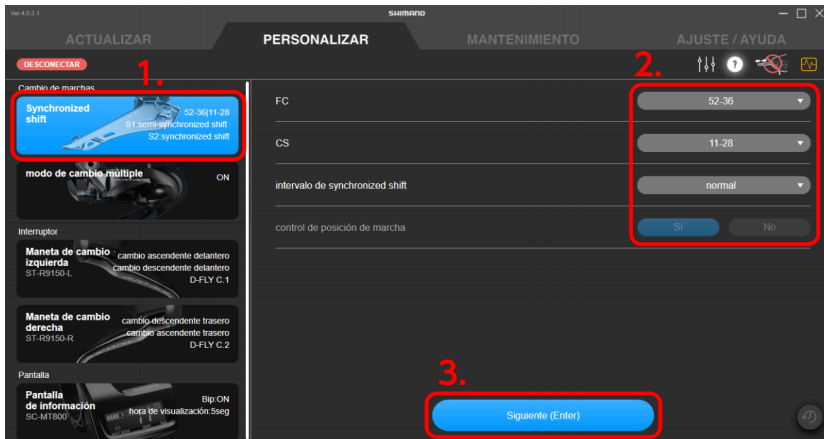 Ver.4.0.2.1
SHIMANO
ACTUALIZAR
PERSONALIZAR
MANTENIMIENTO
AJUSTE / AYUDA
DESCONECTAR
1.
2.
?
Cambio de marchas
Synchronized
shift
52-36|11-28
S1:semi-synchronized shift
S2:synchronized shift
modo de cambio múltiple
ON
Interruptor
Maneta de cambio
izquierda
ST-R9150-L
cambio ascendente delantero
cambio descendente delantero
D-FLY C.1
Maneta de cambio
derecha
ST-R9150-R
cambio descendente trasero
cambio ascendente trasero
D-FLY C.2
Pantalla
Pantalla
de información
SC-MT800
Bip:ON
hora de visualización:5seg
FC
52-36
CS
11-28
intervalo de synchronized shift
normal
control de posición de marcha
Sí
No
3.
Siguiente (Enter)